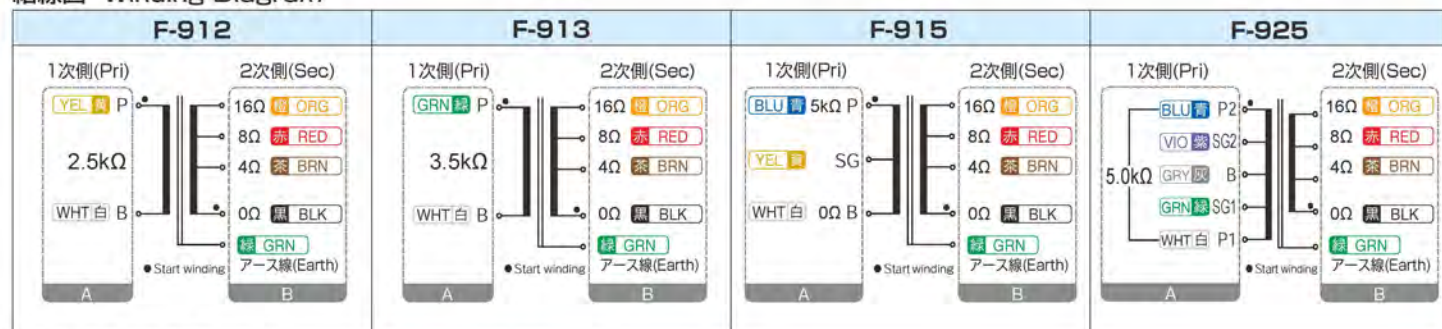 F-912 F-913 F-915 F-925
1次側(Pri) 2次側(Sec)
YEL 黄 P
2.5kΩ
WHT 白 B
16Ω 橙 ORG
8Ω 赤 RED
4Ω 茶 BRN
0Ω 黒 BLK
緑 GRN
アース線(Earth)
●Start winding
A B
1次側(Pri) 2次側(Sec)
GRN 緑 P
3.5kΩ
WHT 白 B
16Ω 橙 ORG
8Ω 赤 RED
4Ω 茶 BRN
0Ω 黒 BLK
緑 GRN
アース線(Earth)
●Start winding
A B
1次側(Pri) 2次側(Sec)
BLU 青 5kΩ P
YEL 黄 SG
WHT 白 0Ω B
16Ω 橙 ORG
8Ω 赤 RED
4Ω 茶 BRN
0Ω 黒 BLK
緑 GRN
アース線(Earth)
●Start winding
A B
1次側(Pri) 2次側(Sec)
BLU 青 P2
VIO 紫 SG2
5.0kΩ GRY 灰 B
GRN 緑 SG1
WHT 白 P1
16Ω 橙 ORG
8Ω 赤 RED
4Ω 茶 BRN
0Ω 黒 BLK
緑 GRN
アース線(Earth)
●Start winding
A B